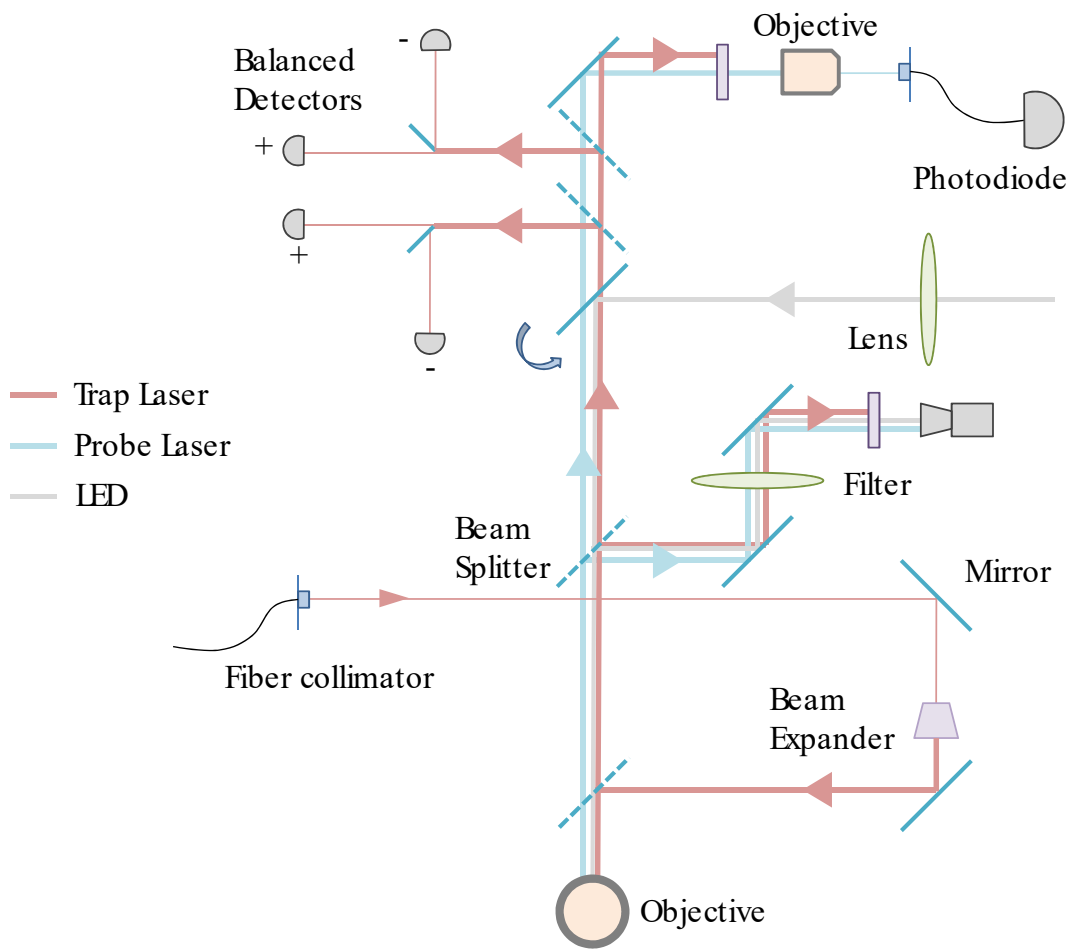 Objective
Balanced
Detectors
-
+
Photodiode
+
-
Lens
Trap Laser
Probe Laser
LED
Filter
Beam
Splitter
Mirror
Fiber collimator
Beam
Expander
Objective